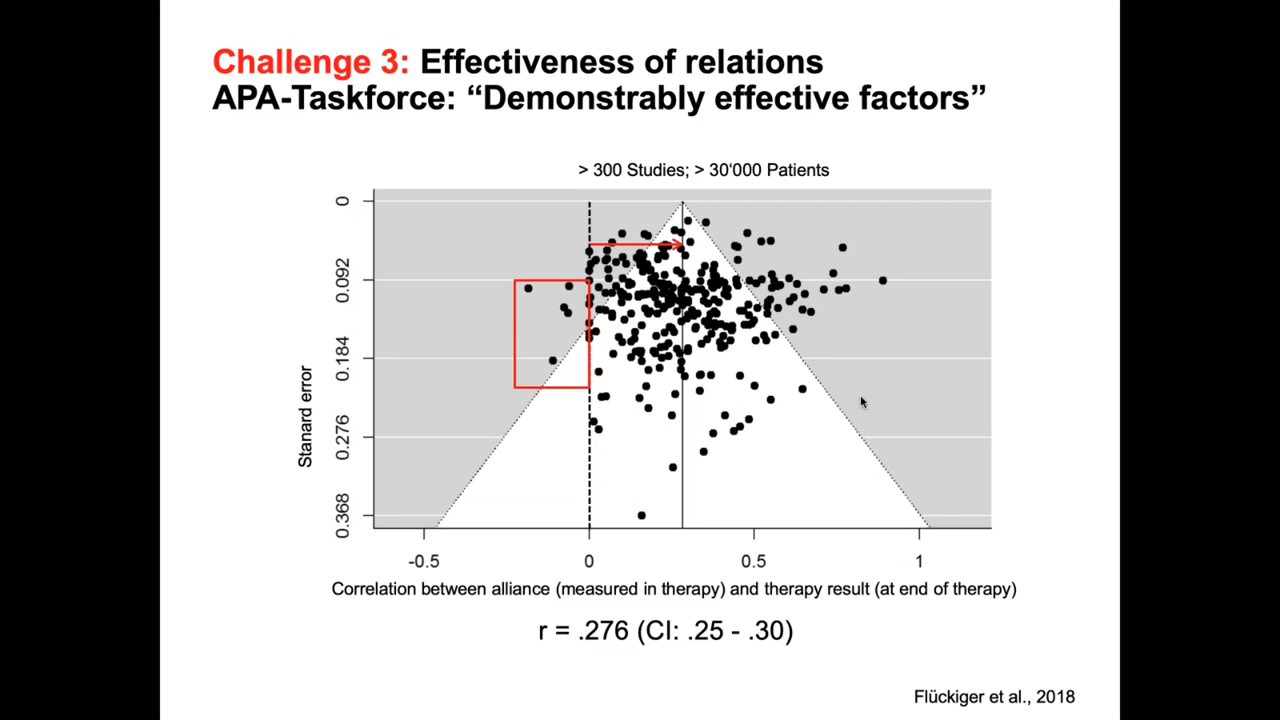 Challenge 3: Effectiveness of relations
APA-Taskforce: “Demonstrably effective factors”
> 300 Studies; > 30‘000 Patients
0
0.092
0.184
0.276
0.368
Stanard error
-0.5
0
0.5
1
Correlation between alliance (measured in therapy) and therapy result (at end of therapy)
r = .276 (CI: .25 - .30)
Flückiger et al., 2018